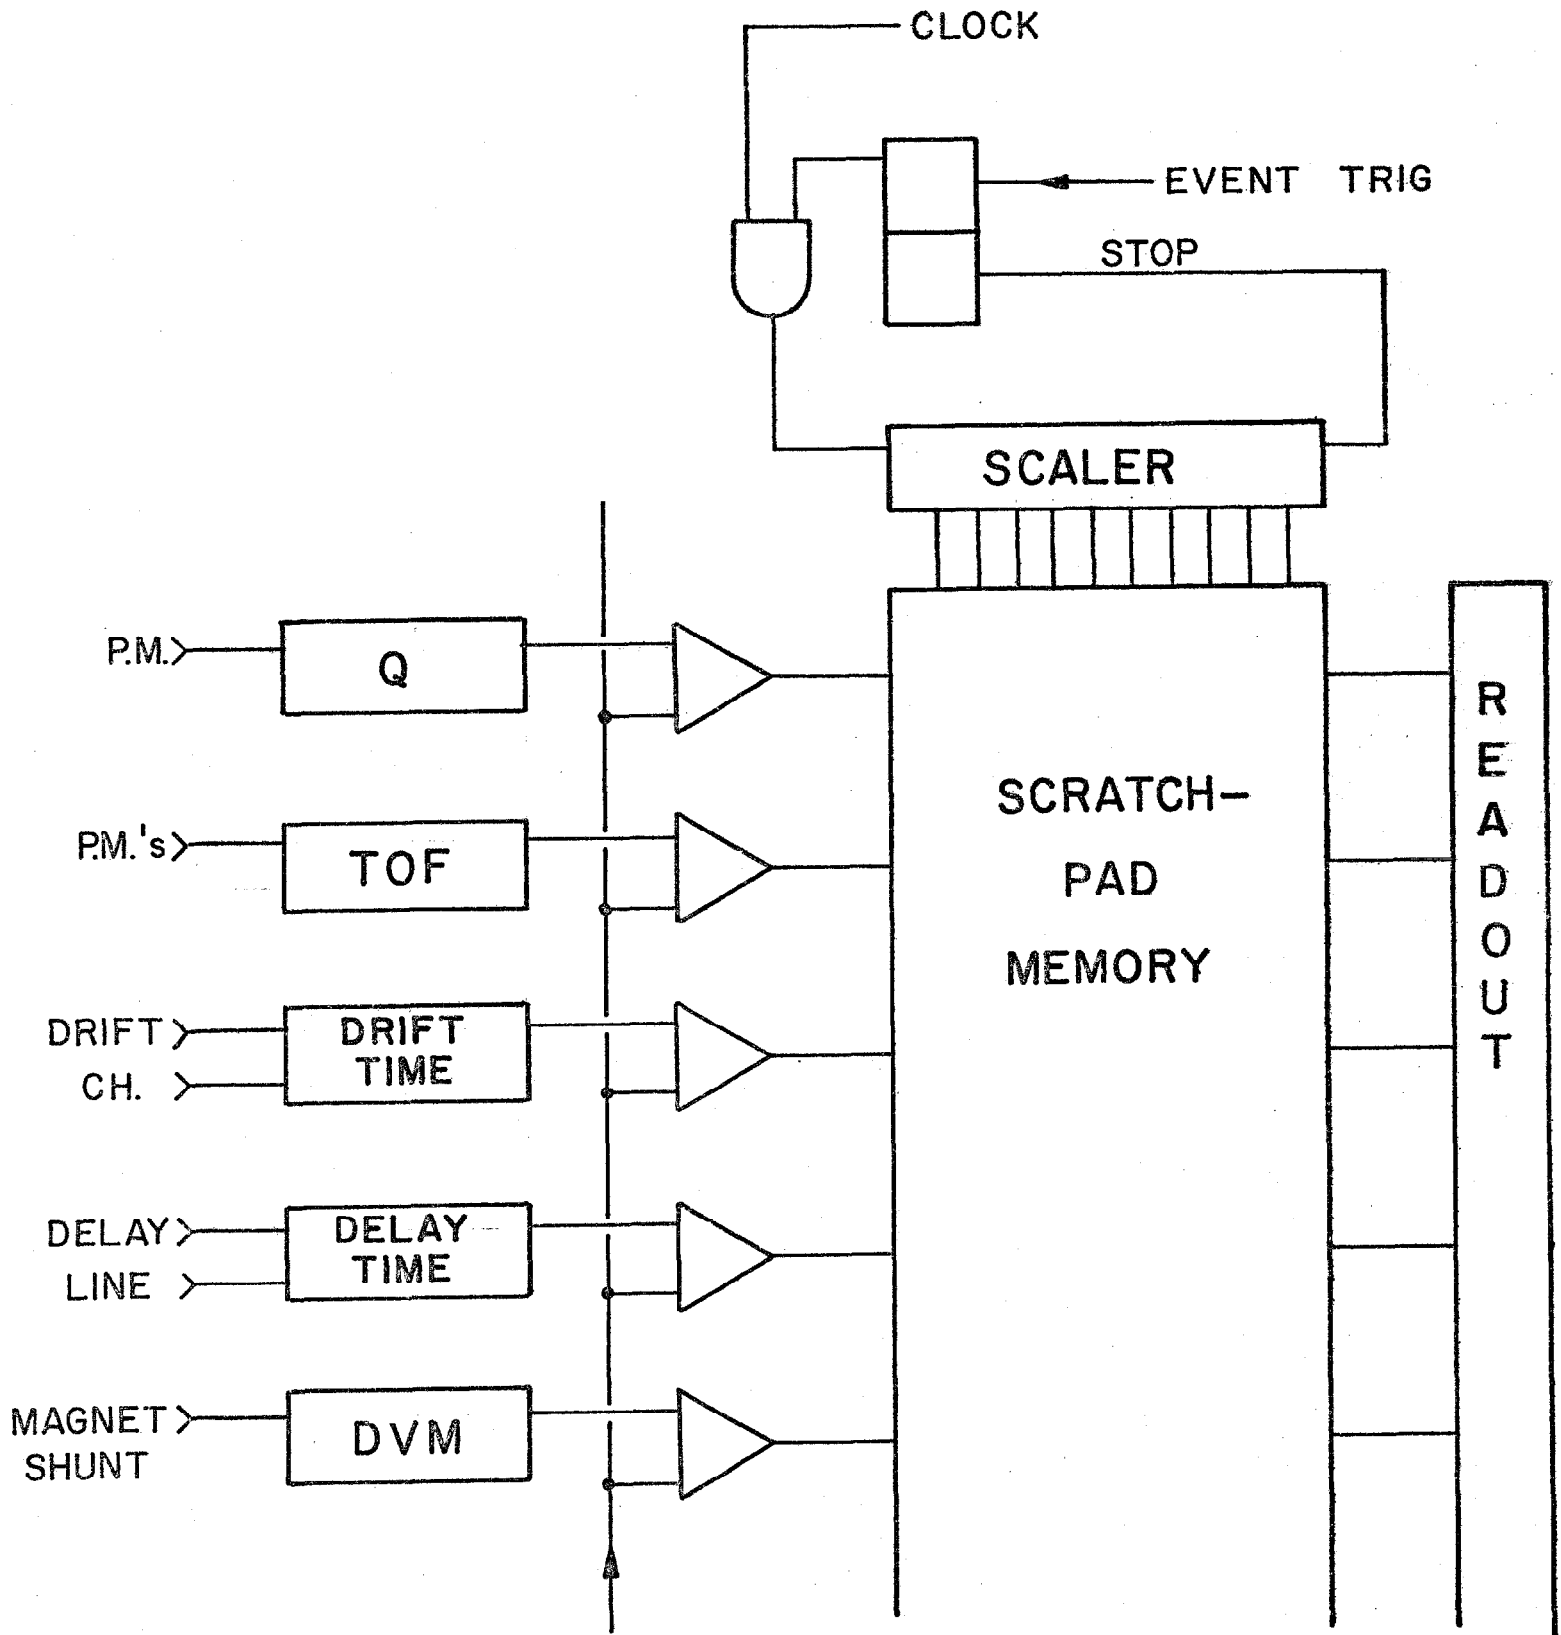 CLOCK
EVENT TRIG
STOP
SCALER
P.M.
Q
P.M.'s
TOF
DRIFT
CH.
DRIFT
TIME
DELAY
LINE
DELAY
TIME
MAGNET
SHUNT
DVM
SCRATCH-
PAD
MEMORY
READOUT